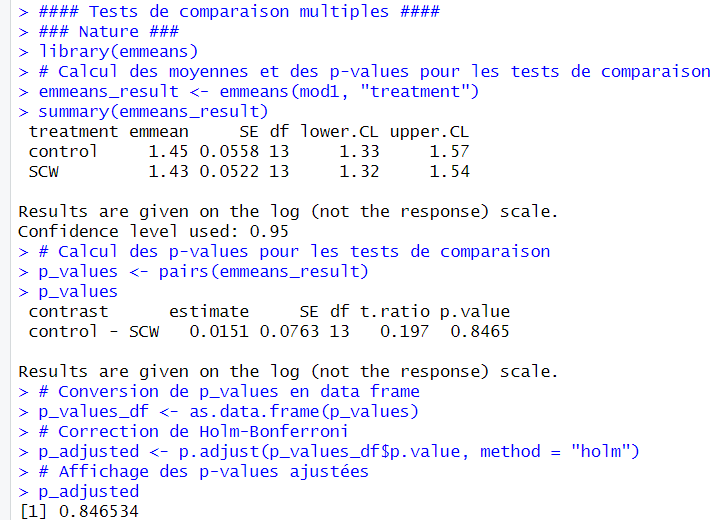 > #### Tests de comparaison multiples ####
> ### Nature ###
> library(emmeans)
> # Calcul des moyennes et des p-values pour les tests de comparaison
> emmeans_result <- emmeans(mod1, "treatment")
> summary(emmeans_result)
treatment emmean SE df lower.CL upper.CL
control 1.45 0.0558 13 1.33 1.57
SCW 1.43 0.0522 13 1.32 1.54
Results are given on the log (not the response) scale.
Confidence level used: 0.95
> # Calcul des p-values pour les tests de comparaison
> p_values <- pairs(emmeans_result)
> p_values
contrast estimate SE df t.ratio p.value
control - SCW 0.0151 0.0763 13 0.197 0.8465
Results are given on the log (not the response) scale.
> # Conversion de p_values en data frame
> p_values_df <- as.data.frame(p_values)
> # Correction de Holm-Bonferroni
> p_adjusted <- p.adjust(p_values_df$p.value, method = "holm")
> # Affichage des p-values ajustées
> p_adjusted
[1] 0.846534